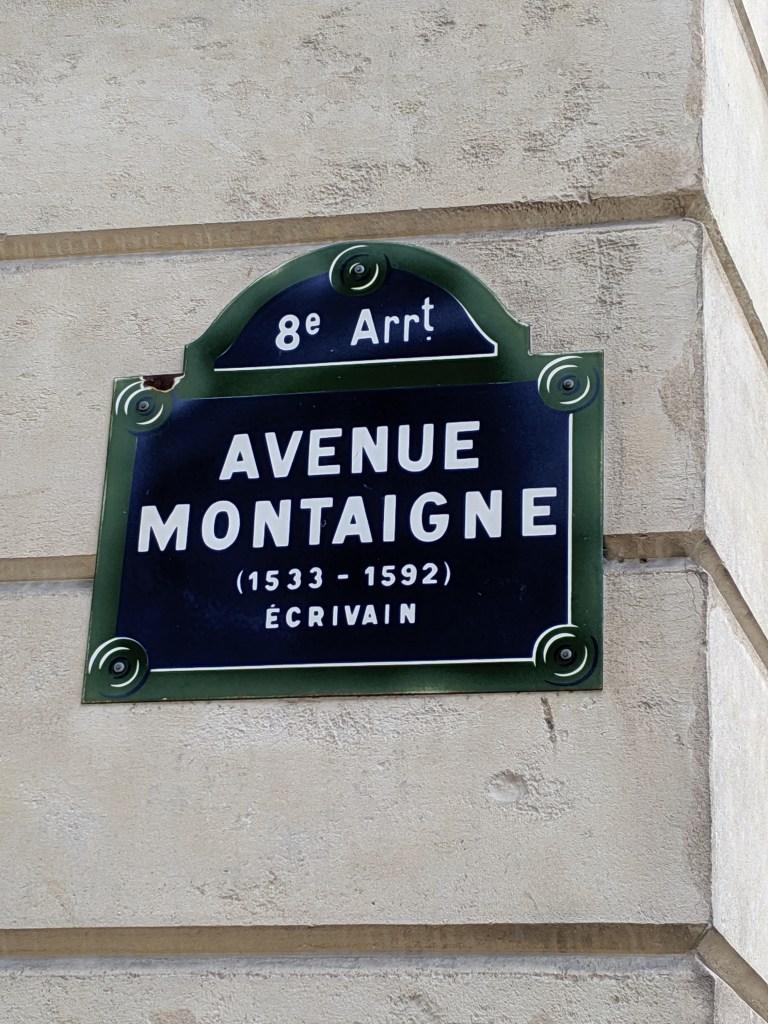 8e Arrt
AVENUE
MONTAIGNE
(1533 - 1592)
ÉCRIVAIN